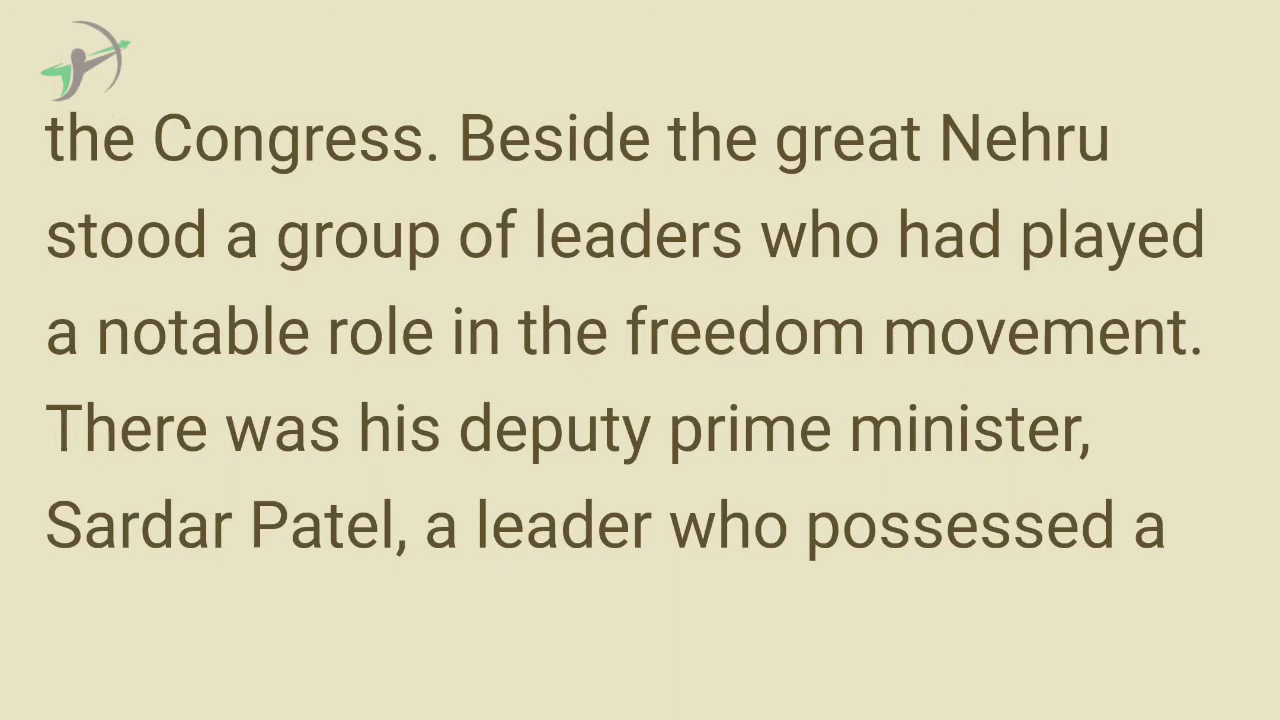 the Congress. Beside the great Nehru
stood a group of leaders who had played
a notable role in the freedom movement.
There was his deputy prime minister,
Sardar Patel, a leader who possessed a